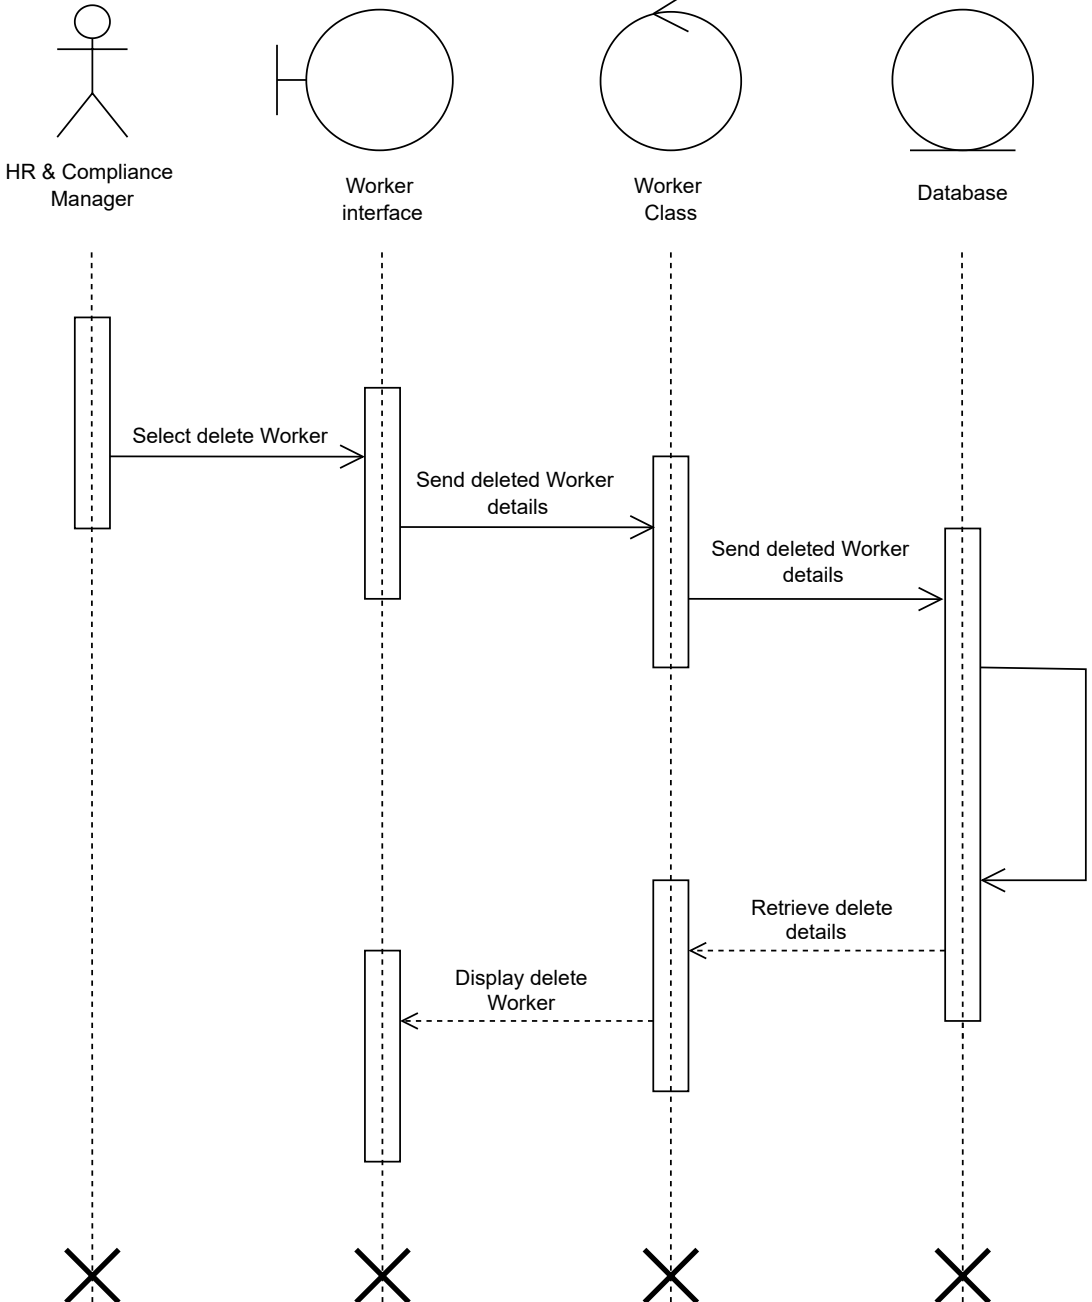 HR & Compliance
Manager
Worker
interface
Worker
Class
Database
Select delete Worker
Send deleted Worker
details
Send deleted Worker
details
Retrieve delete
details
Display delete
Worker